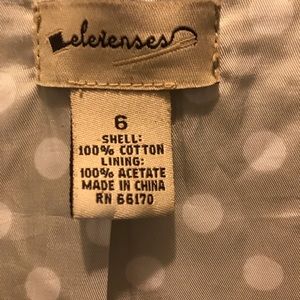 elevenses
6
SHELL:
100% COTTON
LINING:
100% ACETATE
MADE IN CHINA
RN 66170